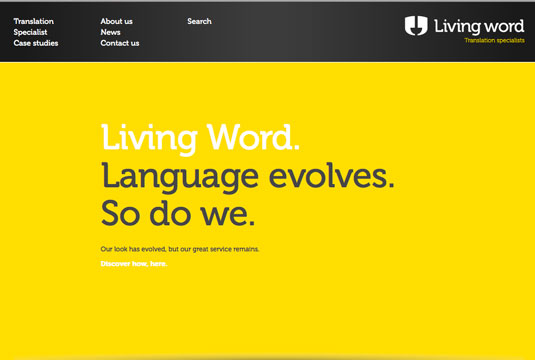 Translation
Specialist
Case studies
About us
News
Contact us
Search
Living word
Translation specialists
Living Word.
Language evolves.
So do we.
Our look has evolved, but our great service remains.
Discover how, here.